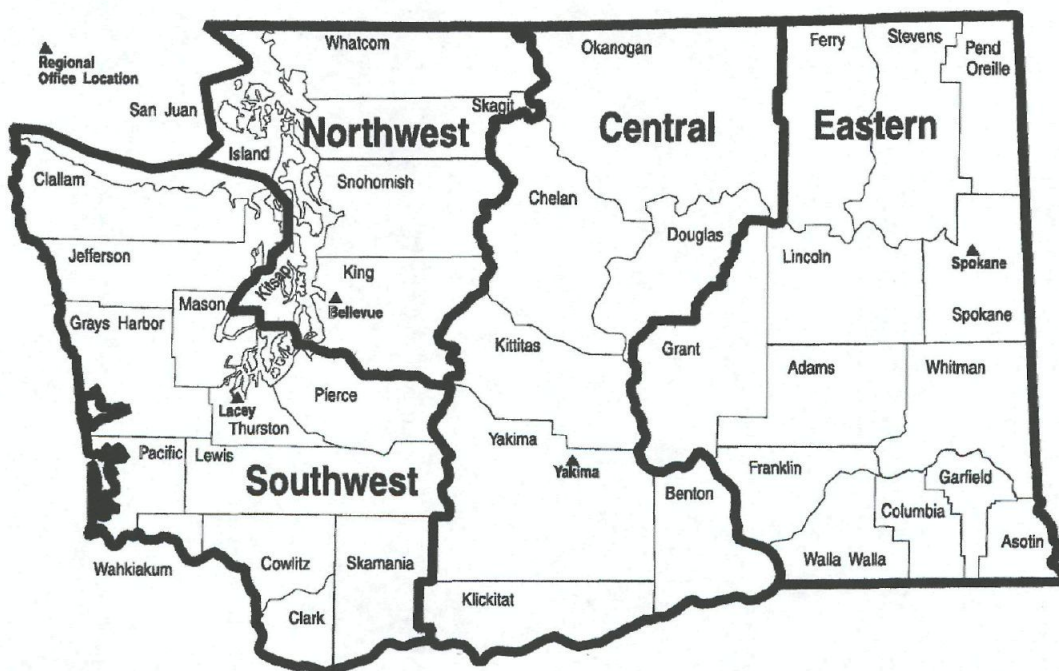 Whatcom
Okanogan
Ferry
Stevens
Pend
Oreille
Regional
Office Location
San Juan
Skagit
Northwest
Central
Eastern
Island
Clallam
Snohomish
Chelan
Douglas
Jefferson
King
Lincoln
Spokane
Kitsap
Mason
Bellevue
Grays Harbor
Spokane
Kittitas
Grant
Adams
Whitman
Pierce
Lacey
Thurston
Yakima
Pacific
Lewis
Yakima
Franklin
Garfield
Southwest
Benton
Columbia
Asotin
Wahkiakum
Cowlitz
Skamania
Walla Walla
Klickitat
Clark